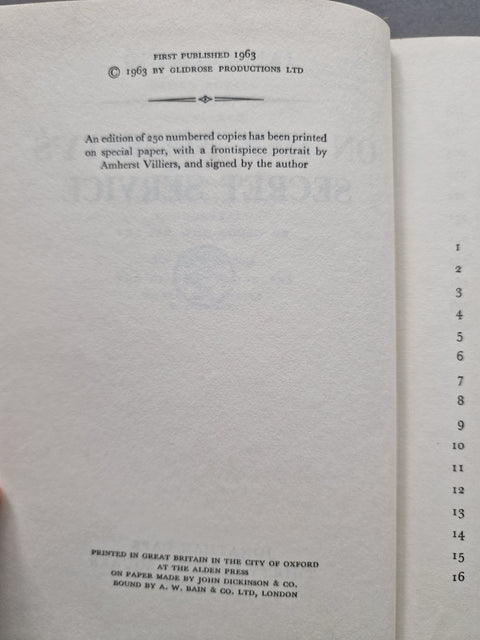 FIRST PUBLISHED 1963
© 1963 BY GLIDROSE PRODUCTIONS LTD
An edition of 250 numbered copies has been printed
on special paper, with a frontispiece portrait by
Amherst Villiers, and signed by the author
SECRET SERVICE
PRINTED IN GREAT BRITAIN IN THE CITY OF OXFORD
AT THE ALDEN PRESS
ON PAPER MADE BY JOHN DICKINSON & CO.
BOUND BY A. W. BAIN & CO. LTD, LONDON
1
2
3
4
5
6
7
8
9
10
11
12
13
14
15
16